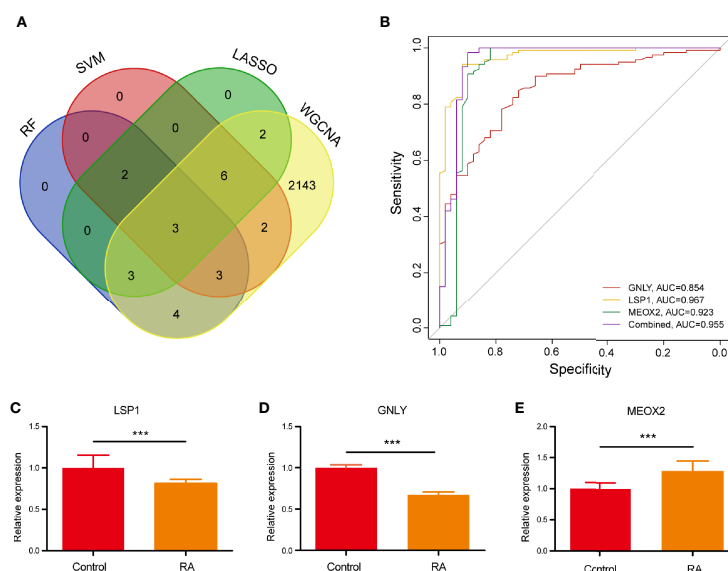 A
RF
SVM
LASSO
WGCNA
0
0
0
0
0
2
2143
2
6
0
3
2
3
3
4
B
Sensitivity
1.0
0.8
0.6
0.4
0.2
0.0
GNLY, AUC=0.854
LSP1, AUC=0.967
MEOX2, AUC=0.923
Combined, AUC=0.955
1.0 0.8 0.6 0.4 0.2 0.0
Specificity
C
LSP1
Relative expression
1.5
1.0
0.5
0.0
***
Control RA
D
GNLY
Relative expression
1.5
1.0
0.5
0.0
***
Control RA
E
MEOX2
Relative expression
2.0
1.5
1.0
0.5
0.0
***
Control RA